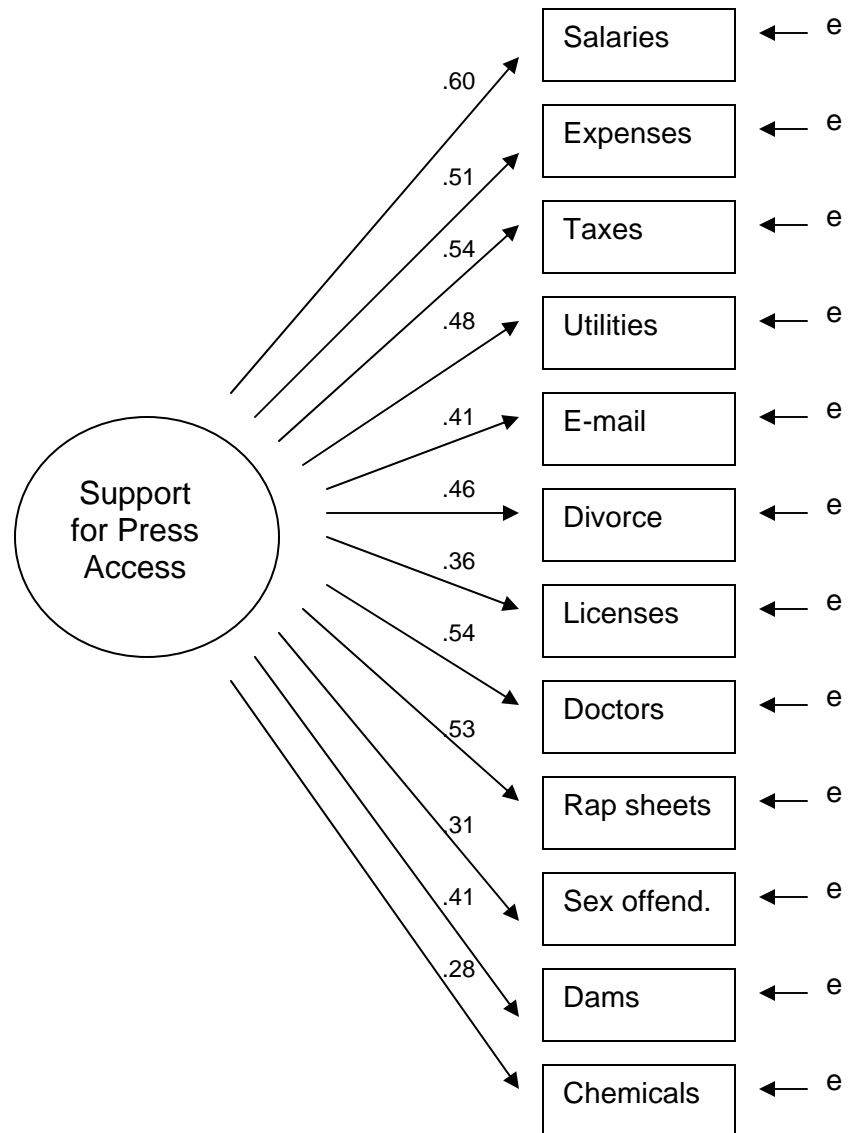 Salaries
e
.60
Expenses
e
.51
Taxes
e
.54
Utilities
e
.48
E-mail
e
.41
Support
for Press
Access
.46
Divorce
e
.36
Licenses
e
.54
Doctors
e
.53
Rap sheets
e
.31
Sex offend.
e
.41
Dams
e
.28
Chemicals
e